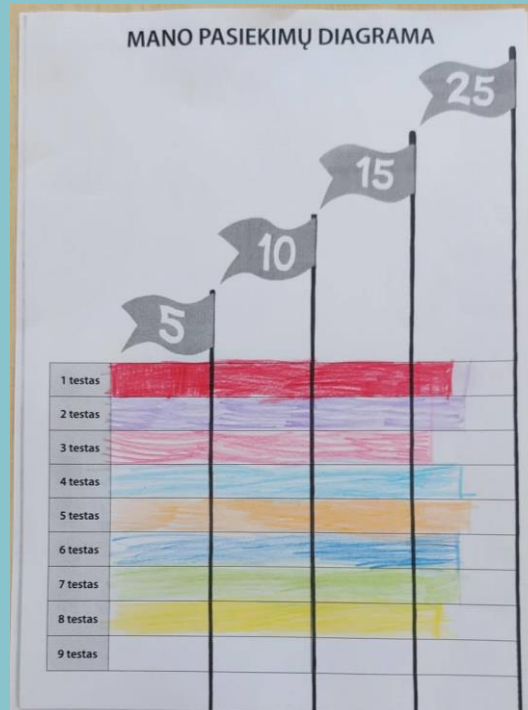 MANO PASIEKIMŲ DIAGRAMA
25
15
10
5
1 testas
2 testas
3 testas
4 testas
5 testas
6 testas
7 testas
8 testas
9 testas